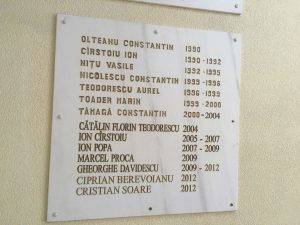 OLTEANU CONSTANTIN 1990
CÎRSTOIU ION 1990-1992
NIȚU VASILE 1992-1995
NICOLESCU CONSTANTIN 1995-1996
TEODORESCU AUREL 1996-1999
TOADER MARIN 1999-2000
TĂMAGĂ CONSTANTIN 2000-2004
CĂTĂLIN FLORIN TEODORESCU 2004
ION CÎRSTOIU 2005-2007
ION POPA 2007-2009
MARCEL PROCA 2009
GHEORGHE DAVIDESCU 2009-2012
CIPRIAN BEREVOIANU 2012
CRISTIAN SOARE 2012